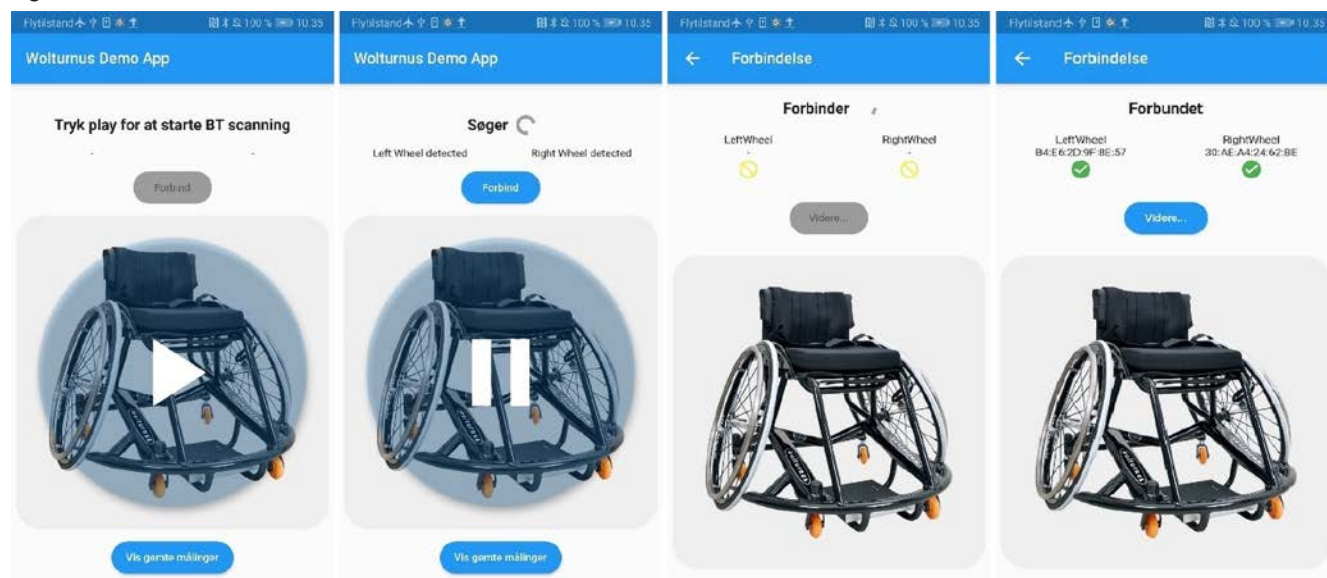 Flytilstand 100 % 10.35
Wolturnus Demo App
Tryk play for at starte BT scanning
- -
Forbind
Vis gemte målinger
Flytilstand 100 % 10.35
Wolturnus Demo App
Søger
Left Wheel detected Right Wheel detected
Forbind
Vis gemte målinger
Flytilstand 100 % 10.35
Forbindelse
Forbinder
LeftWheel RightWheel
- -
Videre...
Flytilstand 100 % 10.35
Forbindelse
Forbundet
LeftWheel RightWheel
B4:E6:2D:9F:8E:57 30:AE:A4:24:62:BE
Videre...